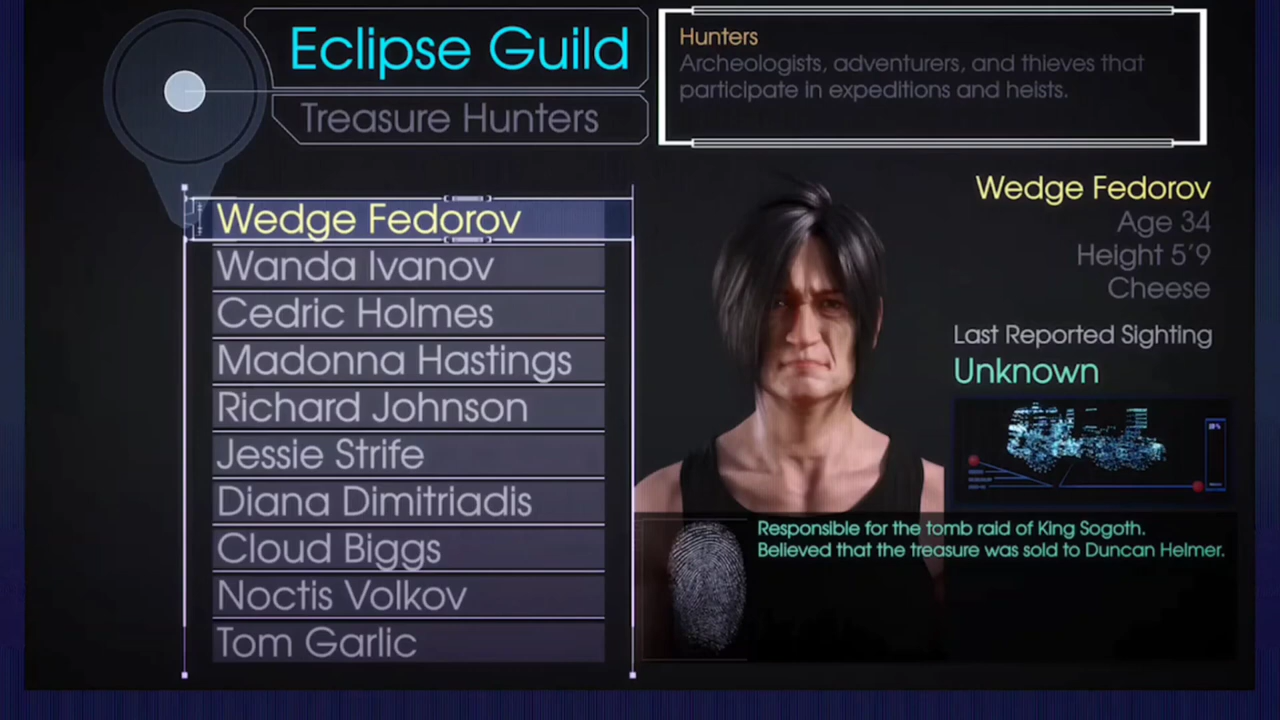 Eclipse Guild
Treasure Hunters
Hunters
Archeologists, adventurers, and thieves that
participate in expeditions and heists.
Wedge Fedorov
Wanda Ivanov
Cedric Holmes
Madonna Hastings
Richard Johnson
Jessie Strife
Diana Dimitriadis
Cloud Biggs
Noctis Volkov
Tom Garlic
Wedge Fedorov
Age 34
Height 5'9
Cheese
Last Reported Sighting
Unknown
Responsible for the tomb raid of King Sogoth.
Believed that the treasure was sold to Duncan Helmer.